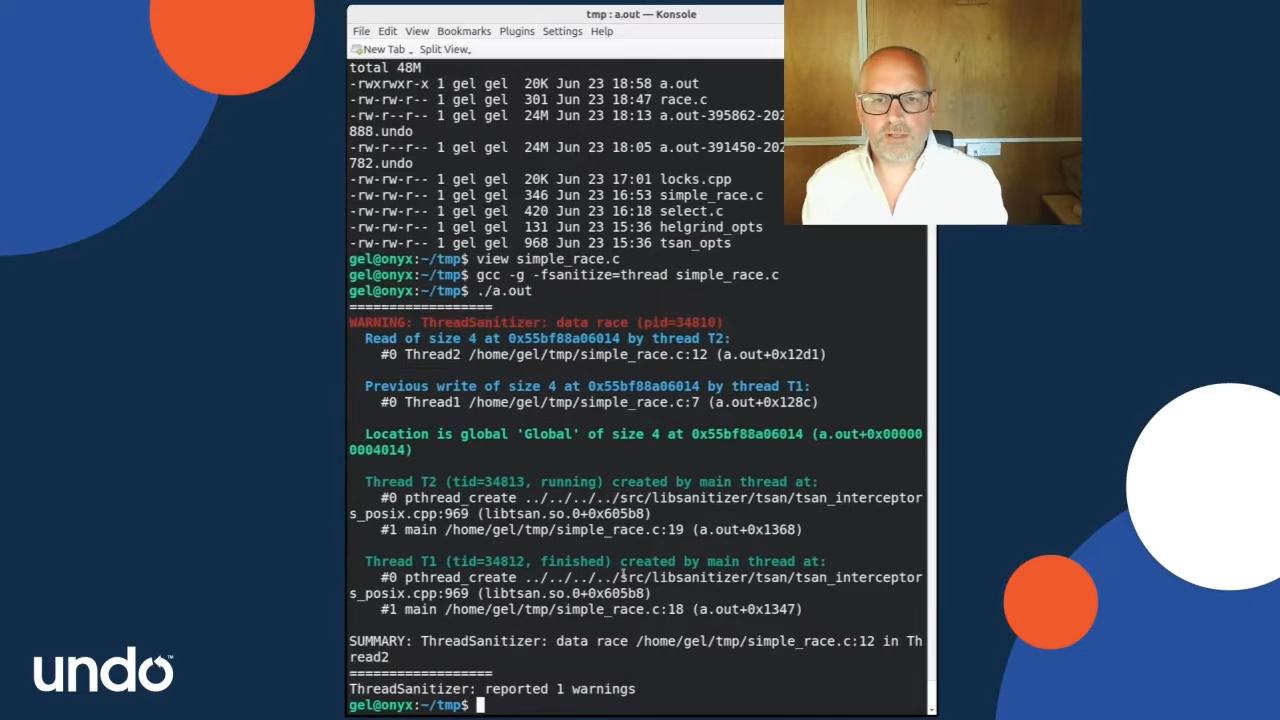 tmp : a.out — Konsole
File Edit View Bookmarks Plugins Settings Help
New Tab Split View
total 48M
-rwxrwxr-x 1 gel gel 20K Jun 23 18:58 a.out
-rw-rw-r-- 1 gel gel 301 Jun 23 18:47 race.c
-rw-r--r-- 1 gel gel 24M Jun 23 18:13 a.out-395862-202
888.undo
-rw-r--r-- 1 gel gel 24M Jun 23 18:05 a.out-391450-202
782.undo
-rw-rw-r-- 1 gel gel 20K Jun 23 17:01 locks.cpp
-rw-rw-r-- 1 gel gel 346 Jun 23 16:53 simple_race.c
-rw-rw-r-- 1 gel gel 420 Jun 23 16:18 select.c
-rw-rw-r-- 1 gel gel 131 Jun 23 15:36 helgrind_opts
-rw-rw-r-- 1 gel gel 968 Jun 23 15:36 tsan_opts
gel@onyx:~/tmp$ view simple_race.c
gel@onyx:~/tmp$ gcc -g -fsanitize=thread simple_race.c
gel@onyx:~/tmp$ ./a.out
==================
WARNING: ThreadSanitizer: data race (pid=34810)
Read of size 4 at 0x55bf88a06014 by thread T2:
#0 Thread2 /home/gel/tmp/simple_race.c:12 (a.out+0x12d1)
Previous write of size 4 at 0x55bf88a06014 by thread T1:
#0 Thread1 /home/gel/tmp/simple_race.c:7 (a.out+0x128c)
Location is global 'Global' of size 4 at 0x55bf88a06014 (a.out+0x00000
0004014)
Thread T2 (tid=34813, running) created by main thread at:
#0 pthread_create ../../../../src/libsanitizer/tsan/tsan_interceptor
s_posix.cpp:969 (libtsan.so.0+0x605b8)
#1 main /home/gel/tmp/simple_race.c:19 (a.out+0x1368)
Thread T1 (tid=34812, finished) created by main thread at:
#0 pthread_create ../../../../src/libsanitizer/tsan/tsan_interceptor
s_posix.cpp:969 (libtsan.so.0+0x605b8)
#1 main /home/gel/tmp/simple_race.c:18 (a.out+0x1347)
SUMMARY: ThreadSanitizer: data race /home/gel/tmp/simple_race.c:12 in Th
read2
==================
ThreadSanitizer: reported 1 warnings
gel@onyx:~/tmp$
undo™